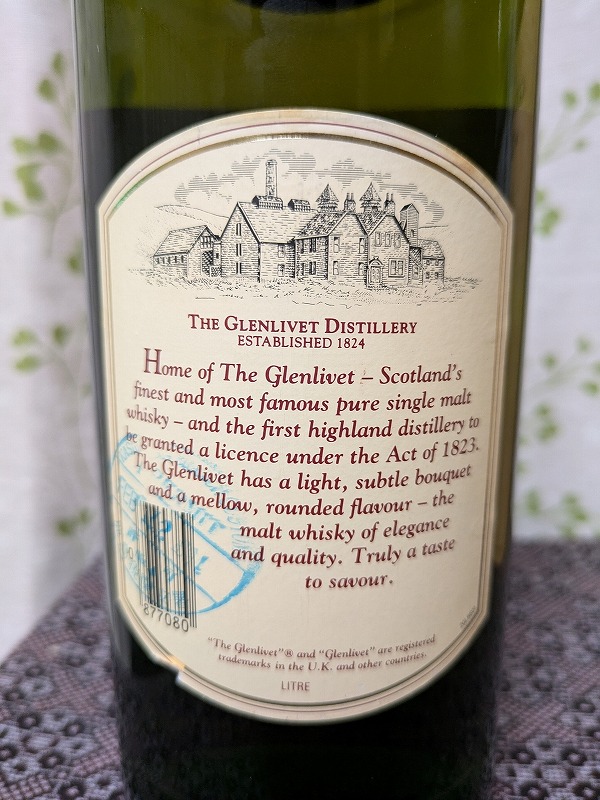 THE GLENLIVET DISTILLERY
ESTABLISHED 1824
Home of The Glenlivet – Scotland's
finest and most famous pure single malt
whisky – and the first highland distillery to
be granted a licence under the Act of 1823.
The Glenlivet has a light, subtle bouquet
and a mellow, rounded flavour – the
malt whisky of elegance
and quality. Truly a taste
to savour.
877080
"The Glenlivet"® and "Glenlivet" are registered
trademarks in the U.K. and other countries.
LITRE